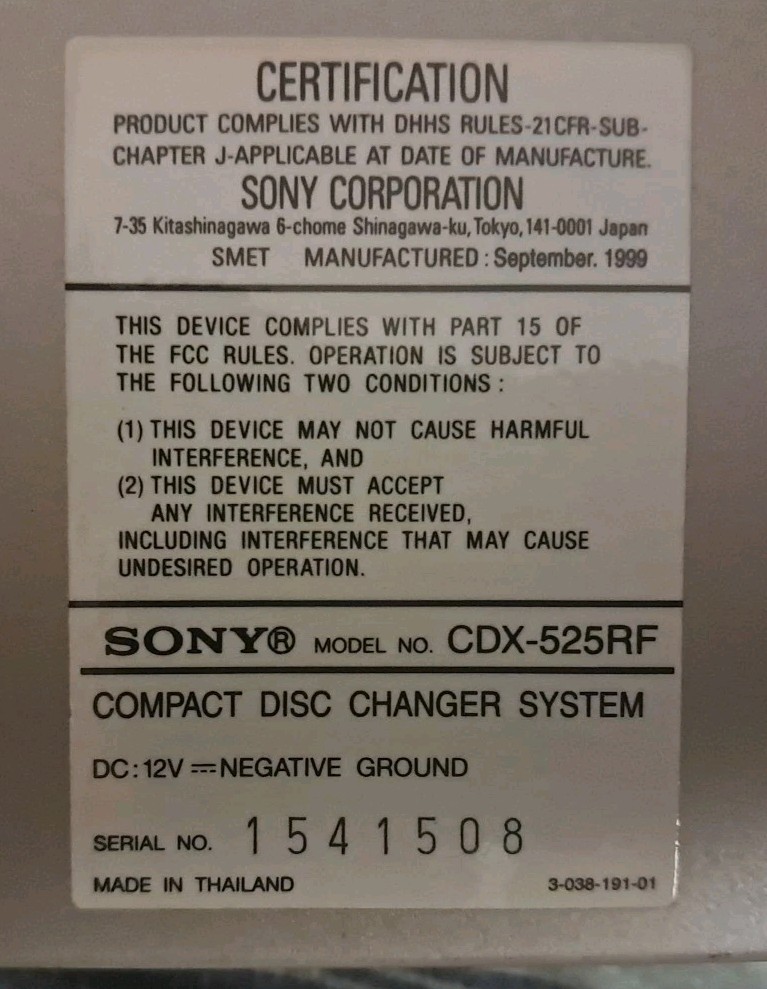 CERTIFICATION
PRODUCT COMPLIES WITH DHHS RULES-21CFR-SUB-
CHAPTER J-APPLICABLE AT DATE OF MANUFACTURE.
SONY CORPORATION
7-35 Kitashinagawa 6-chome Shinagawa-ku, Tokyo, 141-0001 Japan
SMET MANUFACTURED : September. 1999
THIS DEVICE COMPLIES WITH PART 15 OF
THE FCC RULES. OPERATION IS SUBJECT TO
THE FOLLOWING TWO CONDITIONS :
(1) THIS DEVICE MAY NOT CAUSE HARMFUL
INTERFERENCE, AND
(2) THIS DEVICE MUST ACCEPT
ANY INTERFERENCE RECEIVED,
INCLUDING INTERFERENCE THAT MAY CAUSE
UNDESIRED OPERATION.
SONY® MODEL NO. CDX-525RF
COMPACT DISC CHANGER SYSTEM
DC : 12V ⎓ NEGATIVE GROUND
SERIAL NO. 1541508
MADE IN THAILAND 3-038-191-01